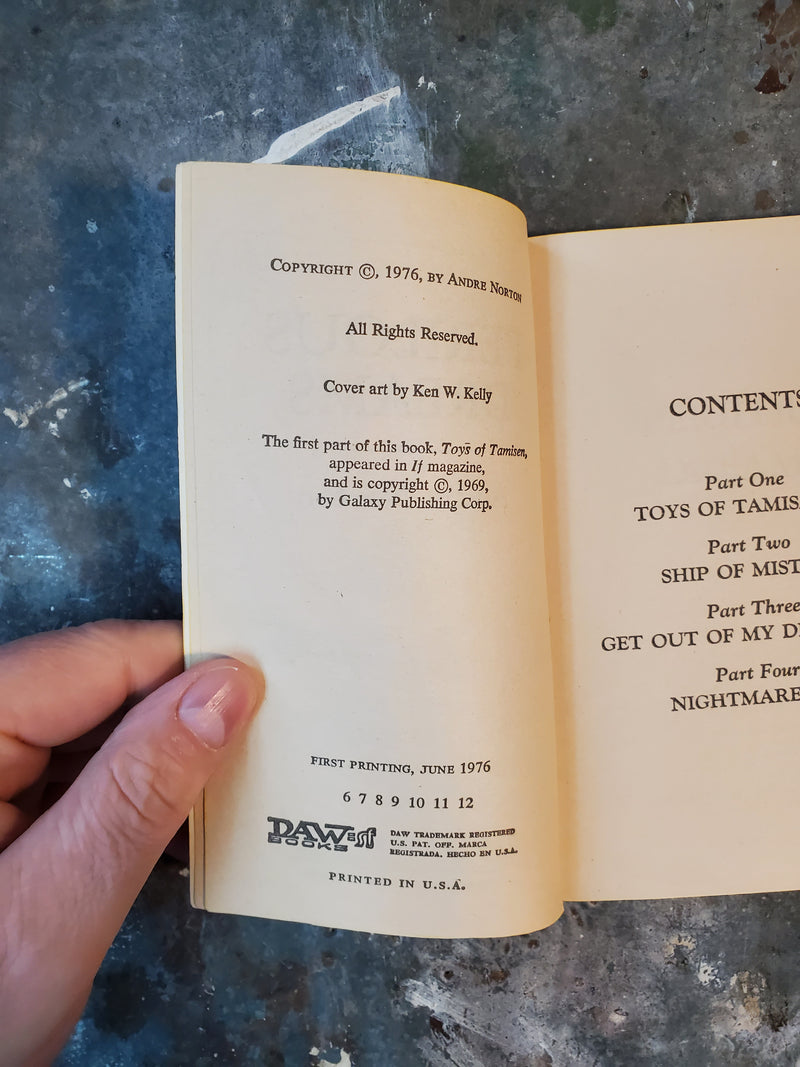 COPYRIGHT ©, 1976, BY ANDRE NORTON
All Rights Reserved.
Cover art by Ken W. Kelly
The first part of this book, Toys of Tamisen,
appeared in If magazine,
and is copyright ©, 1969,
by Galaxy Publishing Corp.
FIRST PRINTING, JUNE 1976
6 7 8 9 10 11 12
DAW sf
BOOKS
DAW TRADEMARK REGISTERED
U.S. PAT. OFF. MARCA
REGISTRADA. HECHO EN U.S.A.
PRINTED IN U.S.A.
CONTENTS
Part One
TOYS OF TAMIS
Part Two
SHIP OF MIST
Part Three
GET OUT OF MY D
Part Four
NIGHTMARE